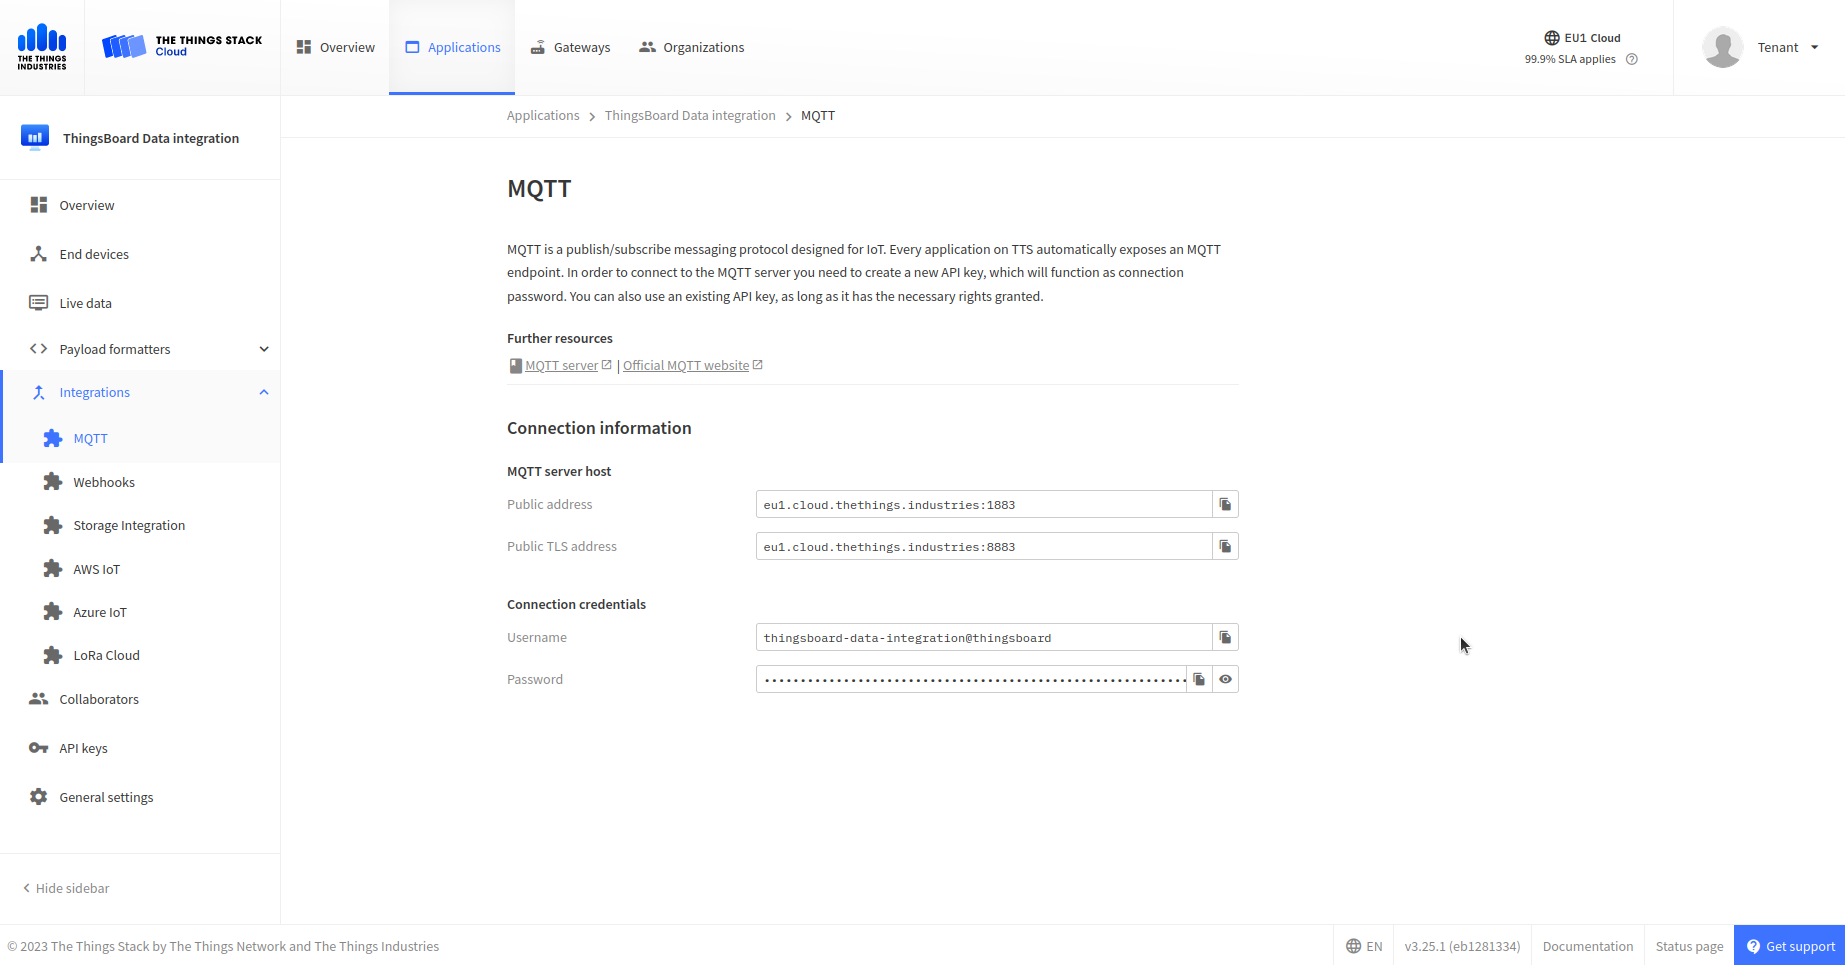 THE THINGS INDUSTRIES
THE THINGS STACK
Cloud
Overview
Applications
Gateways
Organizations
EU1 Cloud
99.9% SLA applies
Tenant
ThingsBoard Data integration
Applications > ThingsBoard Data integration > MQTT
Overview
End devices
Live data
Payload formatters
Integrations
MQTT
Webhooks
Storage Integration
AWS IoT
Azure IoT
LoRa Cloud
Collaborators
API keys
General settings
Hide sidebar
MQTT
MQTT is a publish/subscribe messaging protocol designed for IoT. Every application on TTS automatically exposes an MQTT
endpoint. In order to connect to the MQTT server you need to create a new API key, which will function as connection
password. You can also use an existing API key, as long as it has the necessary rights granted.
Further resources
MQTT server | Official MQTT website
Connection information
MQTT server host
Public address eu1.cloud.thethings.industries:1883
Public TLS address eu1.cloud.thethings.industries:8883
Connection credentials
Username thingsboard-data-integration@thingsboard
Password
© 2023 The Things Stack by The Things Network and The Things Industries
EN
v3.25.1 (eb1281334)
Documentation
Status page
Get support